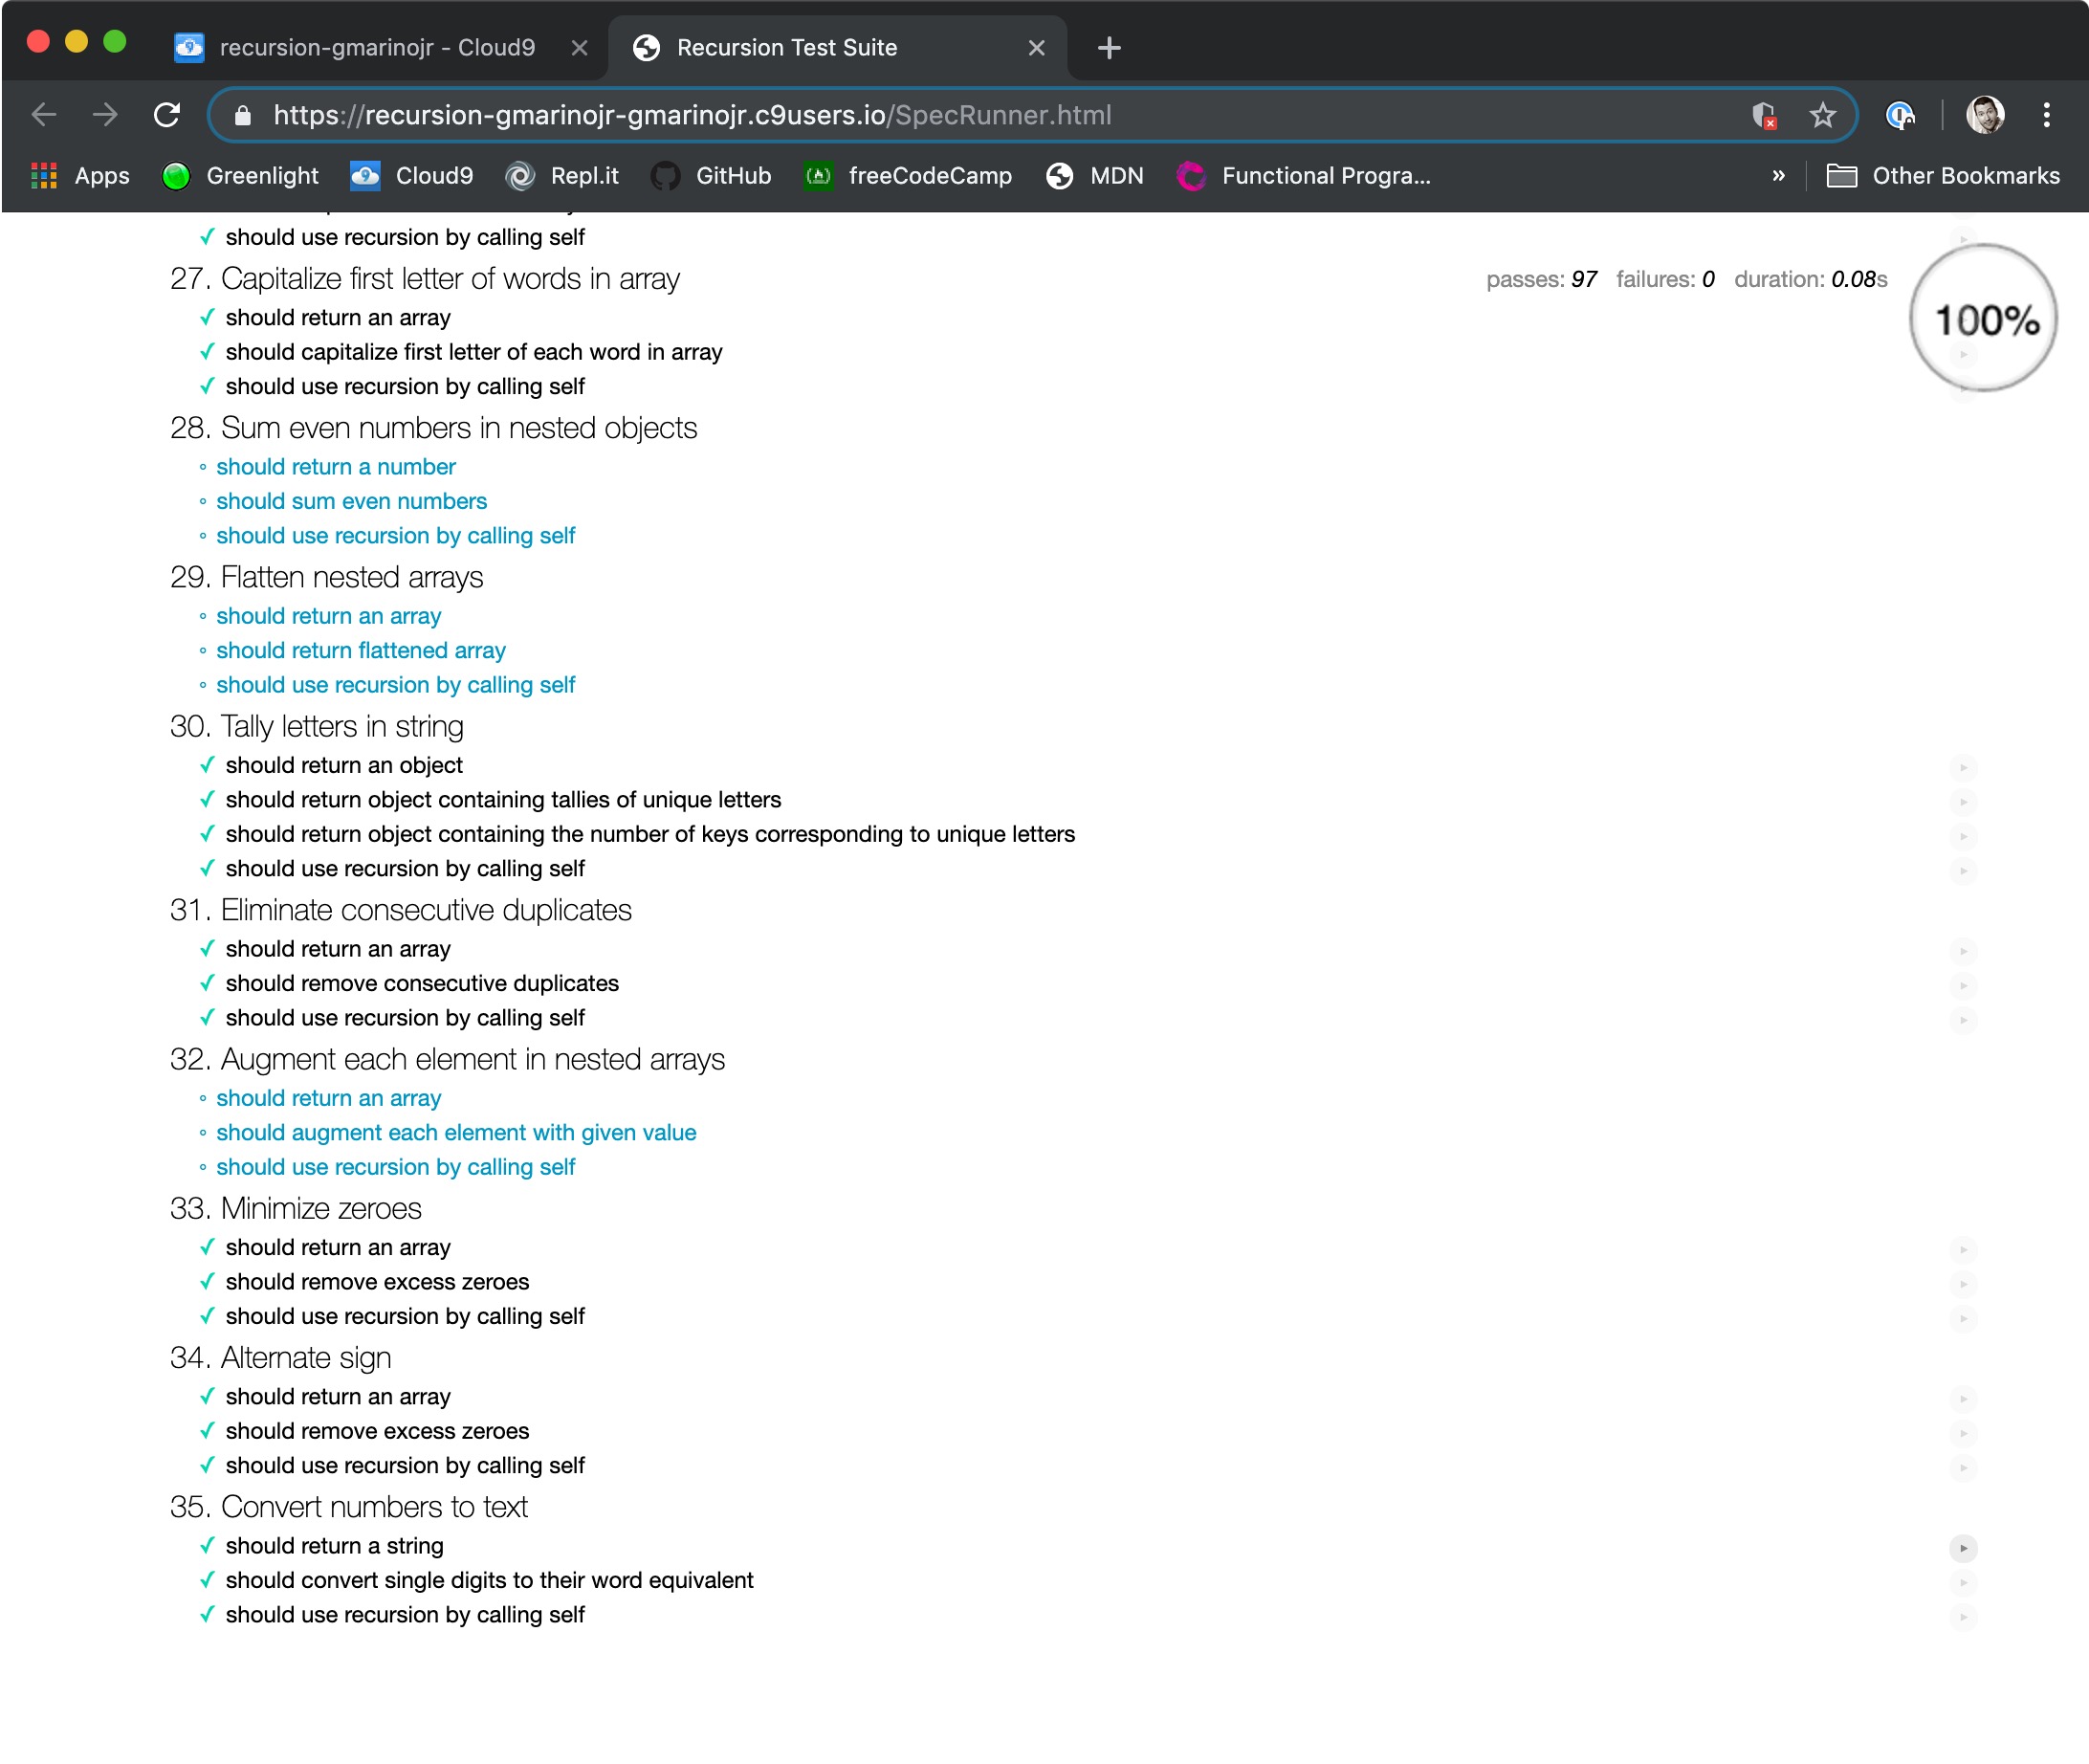 recursion-gmarinojr - Cloud9
Recursion Test Suite
https://recursion-gmarinojr-gmarinojr.c9users.io/SpecRunner.html
Apps Greenlight Cloud9 Repl.it GitHub freeCodeCamp MDN Functional Progra... » Other Bookmarks
✓ should use recursion by calling self
27. Capitalize first letter of words in array
passes: 97 failures: 0 duration: 0.08s
100%
✓ should return an array
✓ should capitalize first letter of each word in array
✓ should use recursion by calling self
28. Sum even numbers in nested objects
◦ should return a number
◦ should sum even numbers
◦ should use recursion by calling self
29. Flatten nested arrays
◦ should return an array
◦ should return flattened array
◦ should use recursion by calling self
30. Tally letters in string
✓ should return an object
✓ should return object containing tallies of unique letters
✓ should return object containing the number of keys corresponding to unique letters
✓ should use recursion by calling self
31. Eliminate consecutive duplicates
✓ should return an array
✓ should remove consecutive duplicates
✓ should use recursion by calling self
32. Augment each element in nested arrays
◦ should return an array
◦ should augment each element with given value
◦ should use recursion by calling self
33. Minimize zeroes
✓ should return an array
✓ should remove excess zeroes
✓ should use recursion by calling self
34. Alternate sign
✓ should return an array
✓ should remove excess zeroes
✓ should use recursion by calling self
35. Convert numbers to text
✓ should return a string
✓ should convert single digits to their word equivalent
✓ should use recursion by calling self